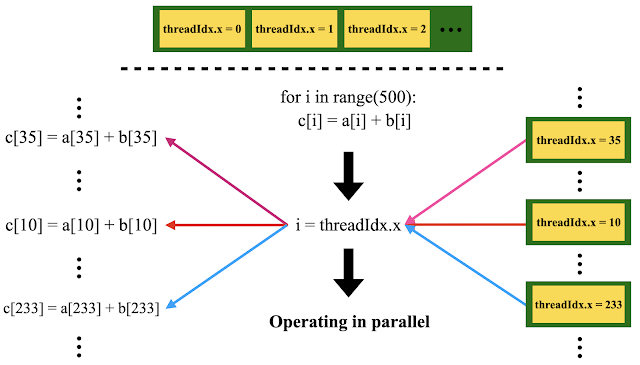 threadIdx.x = 0 threadIdx.x = 1 threadIdx.x = 2
for i in range(500):
c[i] = a[i] + b[i]
c[35] = a[35] + b[35]
threadIdx.x = 35
c[10] = a[10] + b[10]
i = threadIdx.x
threadIdx.x = 10
c[233] = a[233] + b[233]
threadIdx.x = 233
Operating in parallel